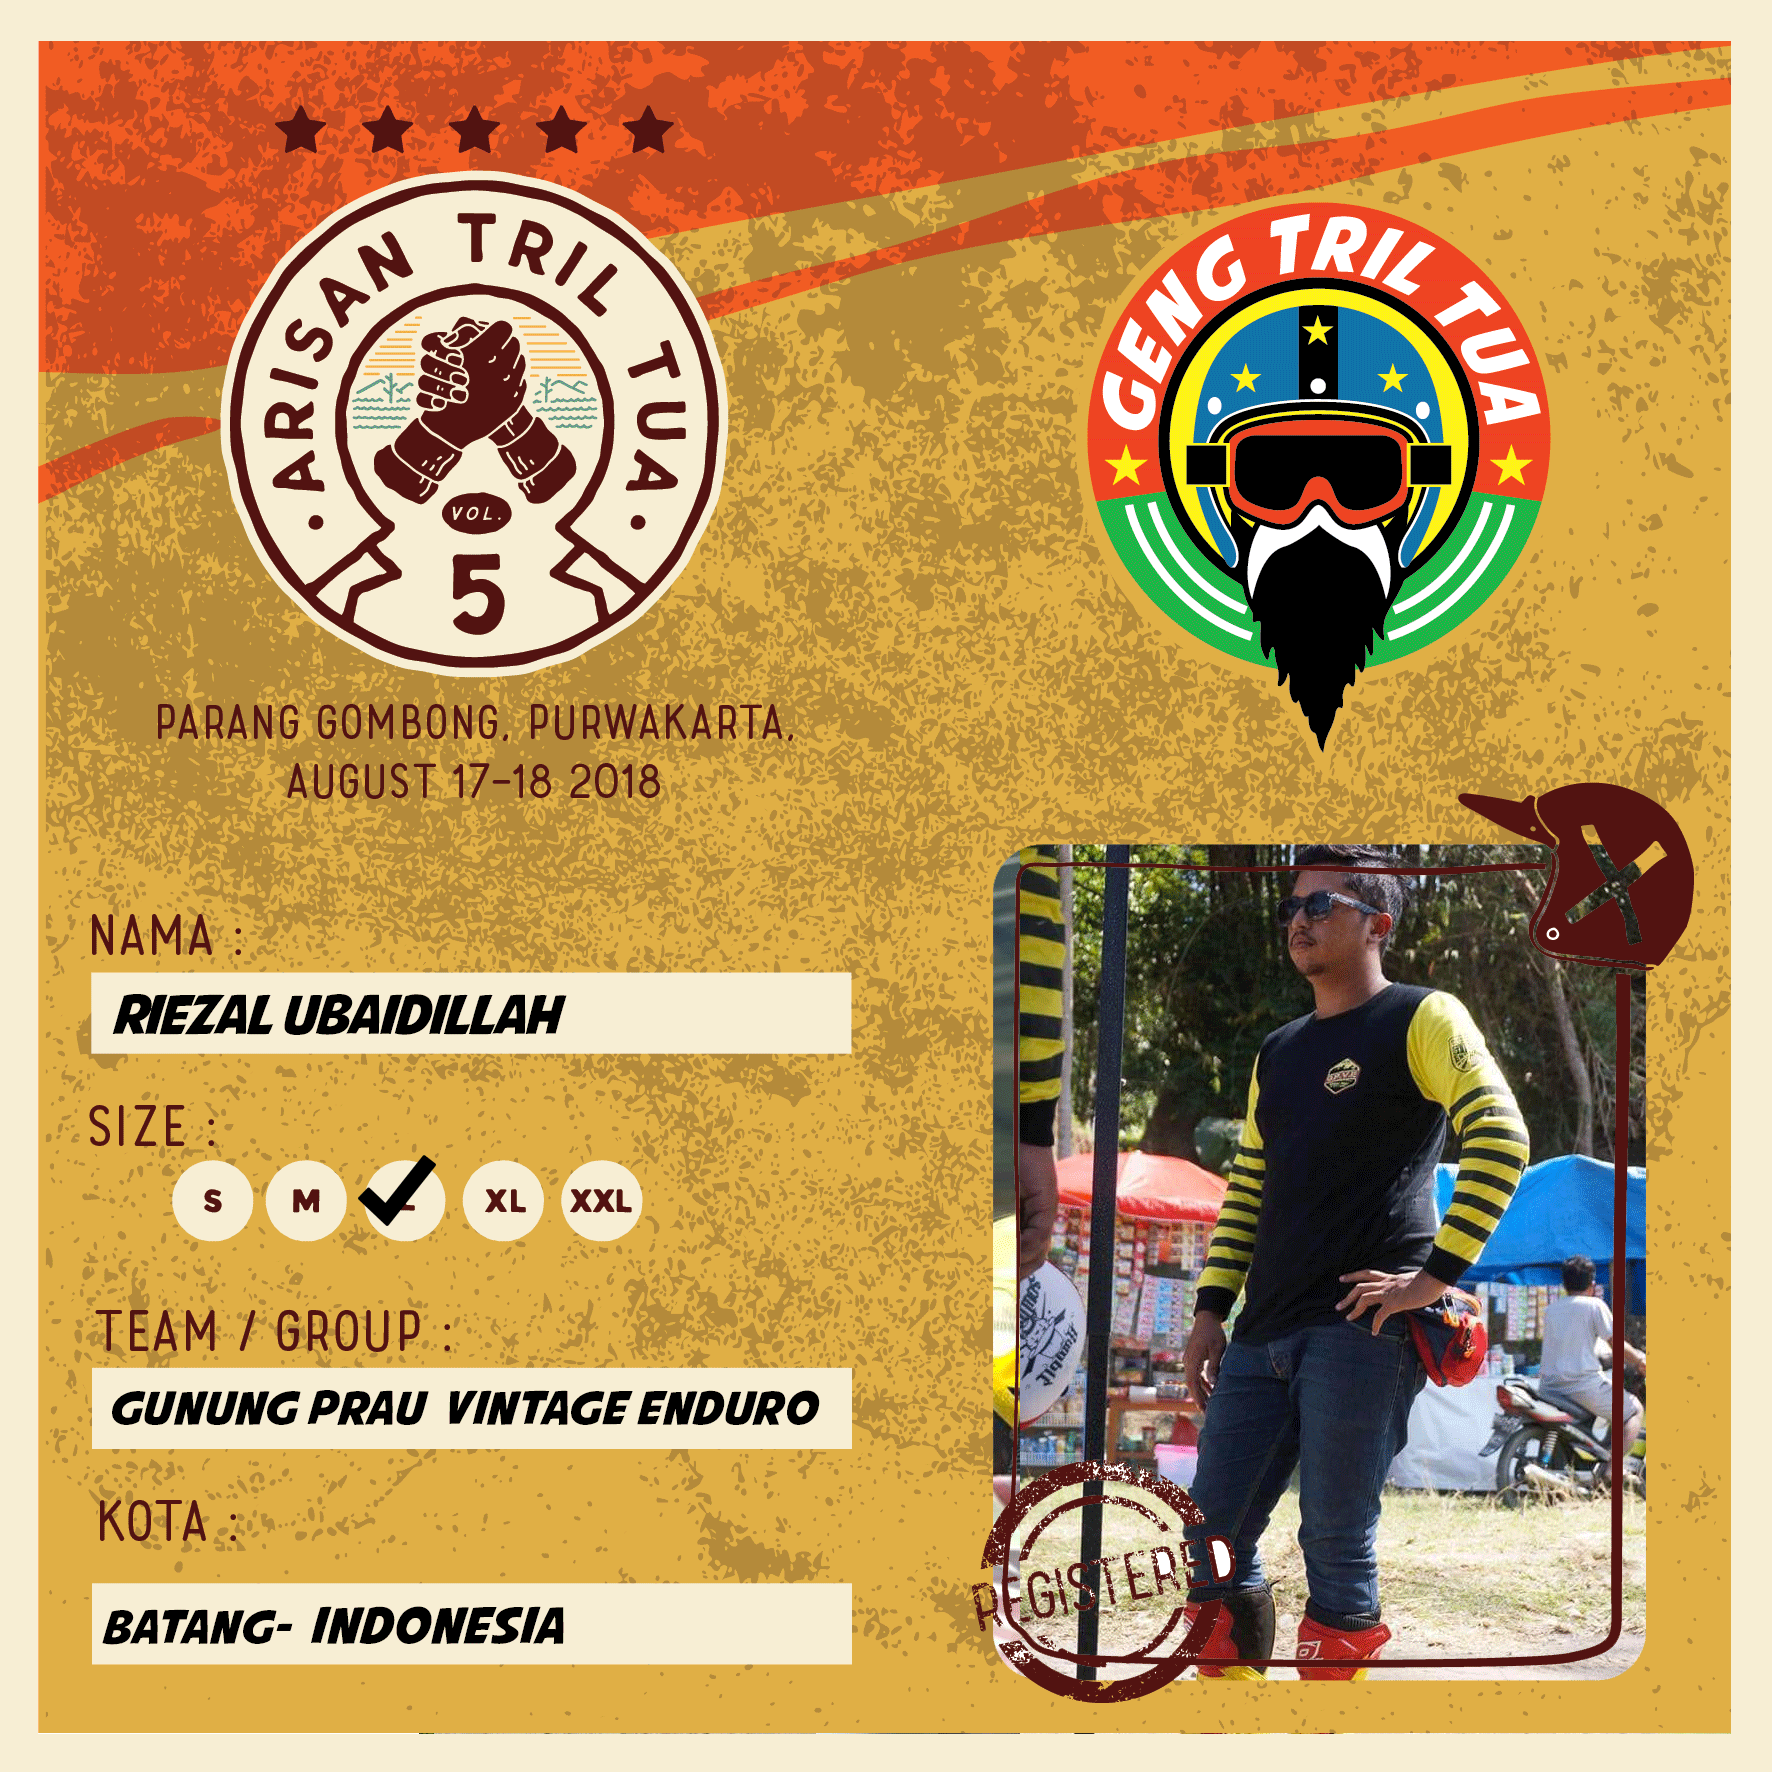 ARISAN TRIL TUA
VOL.
5
GENG TRIL TUA
PARANG GOMBONG, PURWAKARTA,
AUGUST 17-18 2018
NAMA :
RIEZAL UBAIDILLAH
SIZE :
S M XL XXL
TEAM / GROUP :
GUNUNG PRAU VINTAGE ENDURO
KOTA :
BATANG- INDONESIA
REGISTERED